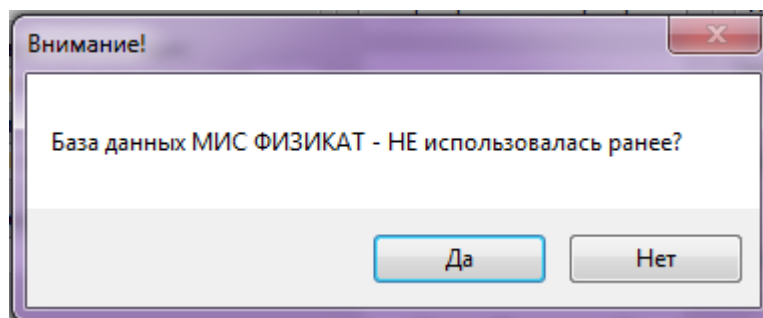 Внимание!
База данных МИС ФИЗИКАТ - НЕ использовалась ранее?
Да
Нет